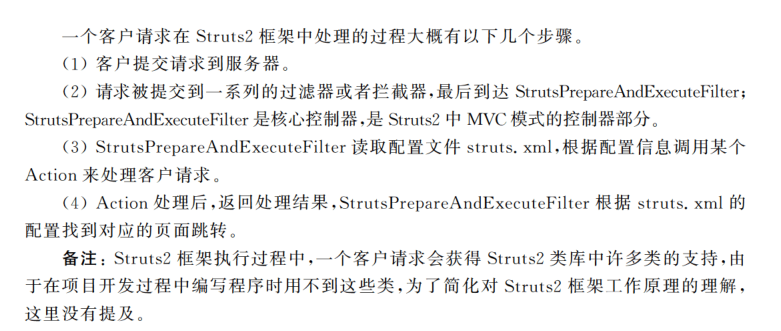 一个客户请求在 Struts2 框架中处理的过程大概有以下几个步骤。
(1) 客户提交请求到服务器。
(2) 请求被提交到一系列的过滤器或者拦截器,最后到达 StrutsPrepareAndExecuteFilter;
StrutsPrepareAndExecuteFilter 是核心控制器,是 Struts2 中 MVC 模式的控制器部分。
(3) StrutsPrepareAndExecuteFilter 读取配置文件 struts. xml,根据配置信息调用某个
Action 来处理客户请求。
(4) Action 处理后,返回处理结果,StrutsPrepareAndExecuteFilter 根据 struts. xml 的
配置找到对应的页面跳转。
备注:Struts2 框架执行过程中,一个客户请求会获得 Struts2 类库中许多类的支持,由
于在项目开发过程中编写程序时用不到这些类,为了简化对 Struts2 框架工作原理的理解,
这里没有提及。